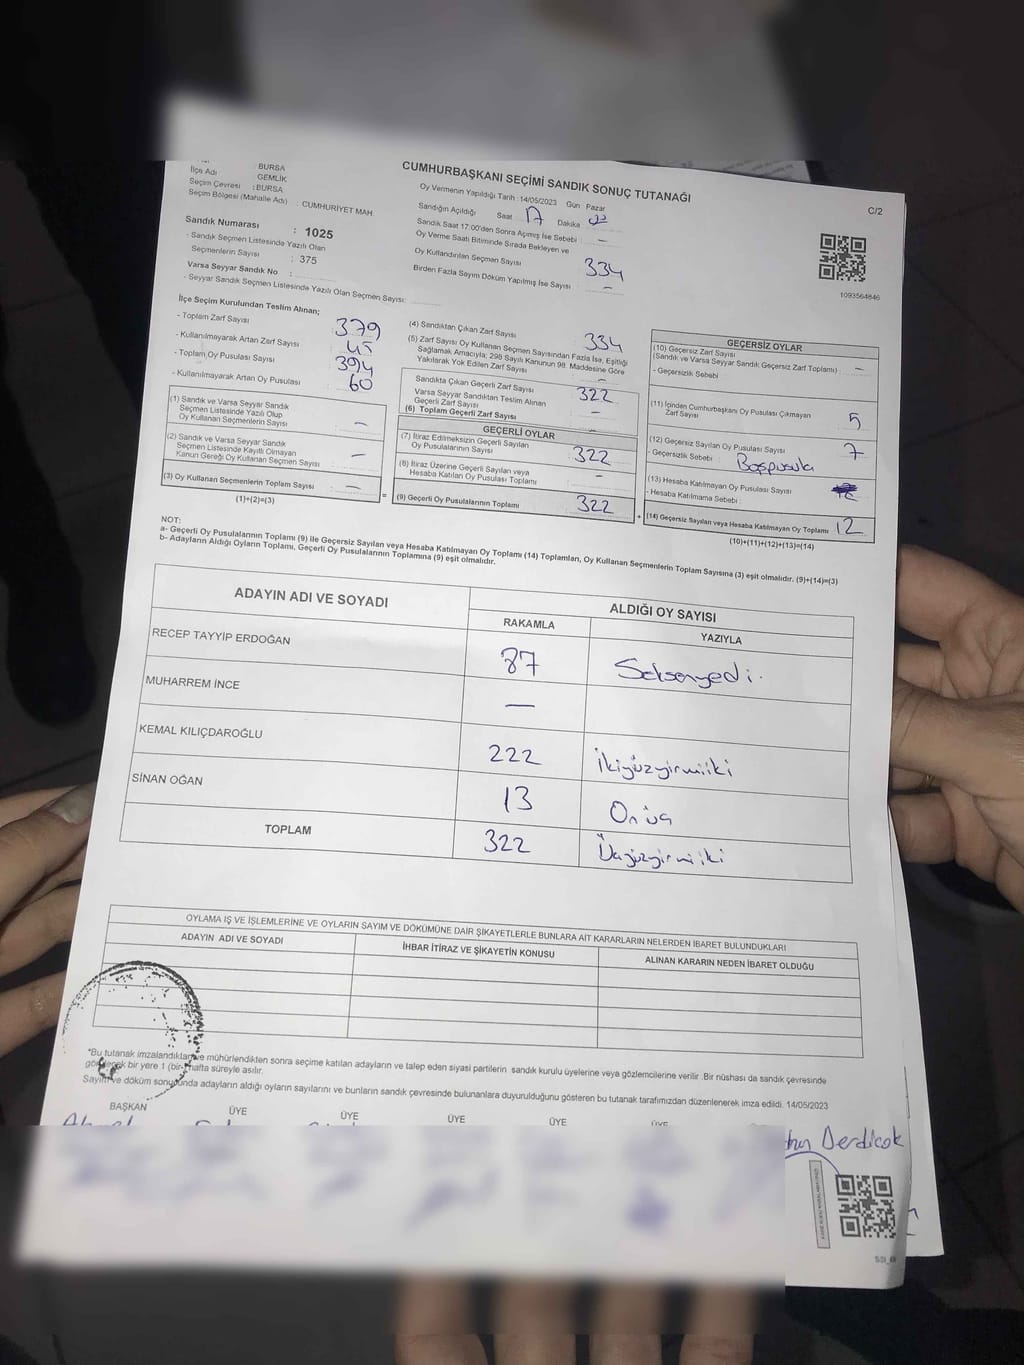 : BURSA
İlçe Adı : GEMLİK
Seçim Çevresi : BURSA
Seçim Bölgesi (Mahalle Adı) : CUMHURİYET MAH
CUMHURBAŞKANI SEÇİMİ SANDIK SONUÇ TUTANAĞI
C/2
Oy Vermenin Yapıldığı Tarih :14/05/2023 Gün Pazar
Sandığın Açıldığı Saat 17 Dakika
Sandık Saat 17:00'den Sonra Açımış İse Sebebi : —
Oy Verme Saati Bitiminde Sırada Bekleyen ve
Oy Kullandırılan Seçmen Sayısı 334
Birden Fazla Sayım Döküm Yapılmış İse Sayısı : —
1093564846
Sandık Numarası : 1025
- Sandık Seçmen Listesinde Yazılı Olan
Seçmenlerin Sayısı : 375
Varsa Seyyar Sandık No :
- Seyyar Sandık Seçmen Listesinde Yazılı Olan Seçmen Sayısı:
İlçe Seçim Kurulundan Teslim Alınan;
- Toplam Zarf Sayısı 379
- Kullanılmayarak Artan Zarf Sayısı 45
- Toplam Oy Pusulası Sayısı 394
- Kullanılmayarak Artan Oy Pusulası 60
(1) Sandık ve Varsa Seyyar Sandık
Seçmen Listesinde Yazılı Olup
Oy Kullanan Seçmenlerin Sayısı —
(2) Sandık ve Varsa Seyyar Sandık
Seçmen Listesinde Kayıtlı Olmayan
Kanun Gereği Oy Kullanan Seçmen Sayısı —
(3) Oy Kullanan Seçmenlerin Toplam Sayısı —
(1)+(2)=(3)
=
(4) Sandıktan Çıkan Zarf Sayısı 334
(5) Zarf Sayısı Oy Kullanan Seçmen Sayısından Fazla İse, Eşitliği
Sağlamak Amacıyla; 298 Sayılı Kanunun 98. Maddesine Göre
Yakılarak Yok Edilen Zarf Sayısı —
Sandıkta Çıkan Geçerli Zarf Sayısı 322
Varsa Seyyar Sandıktan Teslim Alınan
Geçerli Zarf Sayısı —
(6) Toplam Geçerli Zarf Sayısı
GEÇERLİ OYLAR
(7) İtiraz Edilmeksizin Geçerli Sayılan
Oy Pusulalarının Sayısı 322
(8) İtiraz Üzerine Geçerli Sayılan veya
Hesaba Katılan Oy Pusulası Toplamı —
(9) Geçerli Oy Pusulalarının Toplamı 322
+
GEÇERSİZ OYLAR
(10) Geçersiz Zarf Sayısı
(Sandık ve Varsa Seyyar Sandık Geçersiz Zarf Toplamı) : —
- Geçersizlik Sebebi
(11) İçinden Cumhurbaşkanı Oy Pusulası Çıkmayan
Zarf Sayısı 5
(12) Geçersiz Sayılan Oy Pusulası Sayısı 7
- Geçersizlik Sebebi : Boş pusula
(13) Hesaba Katılmayan Oy Pusulası Sayısı
- Hesaba Katılmama Sebebi :
(14) Geçersiz Sayılan veya Hesaba Katılmayan Oy Toplamı 12
(10)+(11)+(12)+(13)=(14)
NOT:
a- Geçerli Oy Pusulalarının Toplamı (9) ile Geçersiz Sayılan veya Hesaba Katılmayan Oy Toplamı (14) Toplamları, Oy Kullanan Seçmenlerin Toplam Sayısına (3) eşit olmalıdır. (9)+(14)=(3)
b- Adayların Aldığı Oyların Toplamı, Geçerli Oy Pusulalarının Toplamına (9) eşit olmalıdır.
ADAYIN ADI VE SOYADI
ALDIĞI OY SAYISI
RAKAMLA YAZIYLA
RECEP TAYYİP ERDOĞAN 87 Seksenyedi.
MUHARREM İNCE —
KEMAL KILIÇDAROĞLU 222 İkiyüzyirmiiki
SİNAN OĞAN 13 Onüç
TOPLAM 322 Üçyüzyirmiiki
OYLAMA İŞ VE İŞLEMLERİNE VE OYLARIN SAYIM VE DÖKÜMÜNE DAİR ŞİKAYETLERLE BUNLARA AİT KARARLARIN NELERDEN İBARET BULUNDUKLARI
ADAYIN ADI VE SOYADI İHBAR İTİRAZ VE ŞİKAYETİN KONUSU ALINAN KARARIN NEDEN İBARET OLDUĞU
*Bu tutanak imzalandıktan ve mühürlendikten sonra seçime katılan adayların ve talep eden siyasi partilerin sandık kurulu üyelerine veya gözlemcilerine verilir .Bir nüshası da sandık çevresinde
görülecek bir yere 1 (bir) hafta süreyle asılır.
Sayım ve döküm sonucunda adayların aldığı oyların sayılarını ve bunların sandık çevresinde bulunanlara duyurulduğunu gösteren bu tutanak tarafımızdan düzenlenerek imza edildi. 14/05/2023
BAŞKAN ÜYE ÜYE ÜYE ÜYE ÜYE
Derdicok